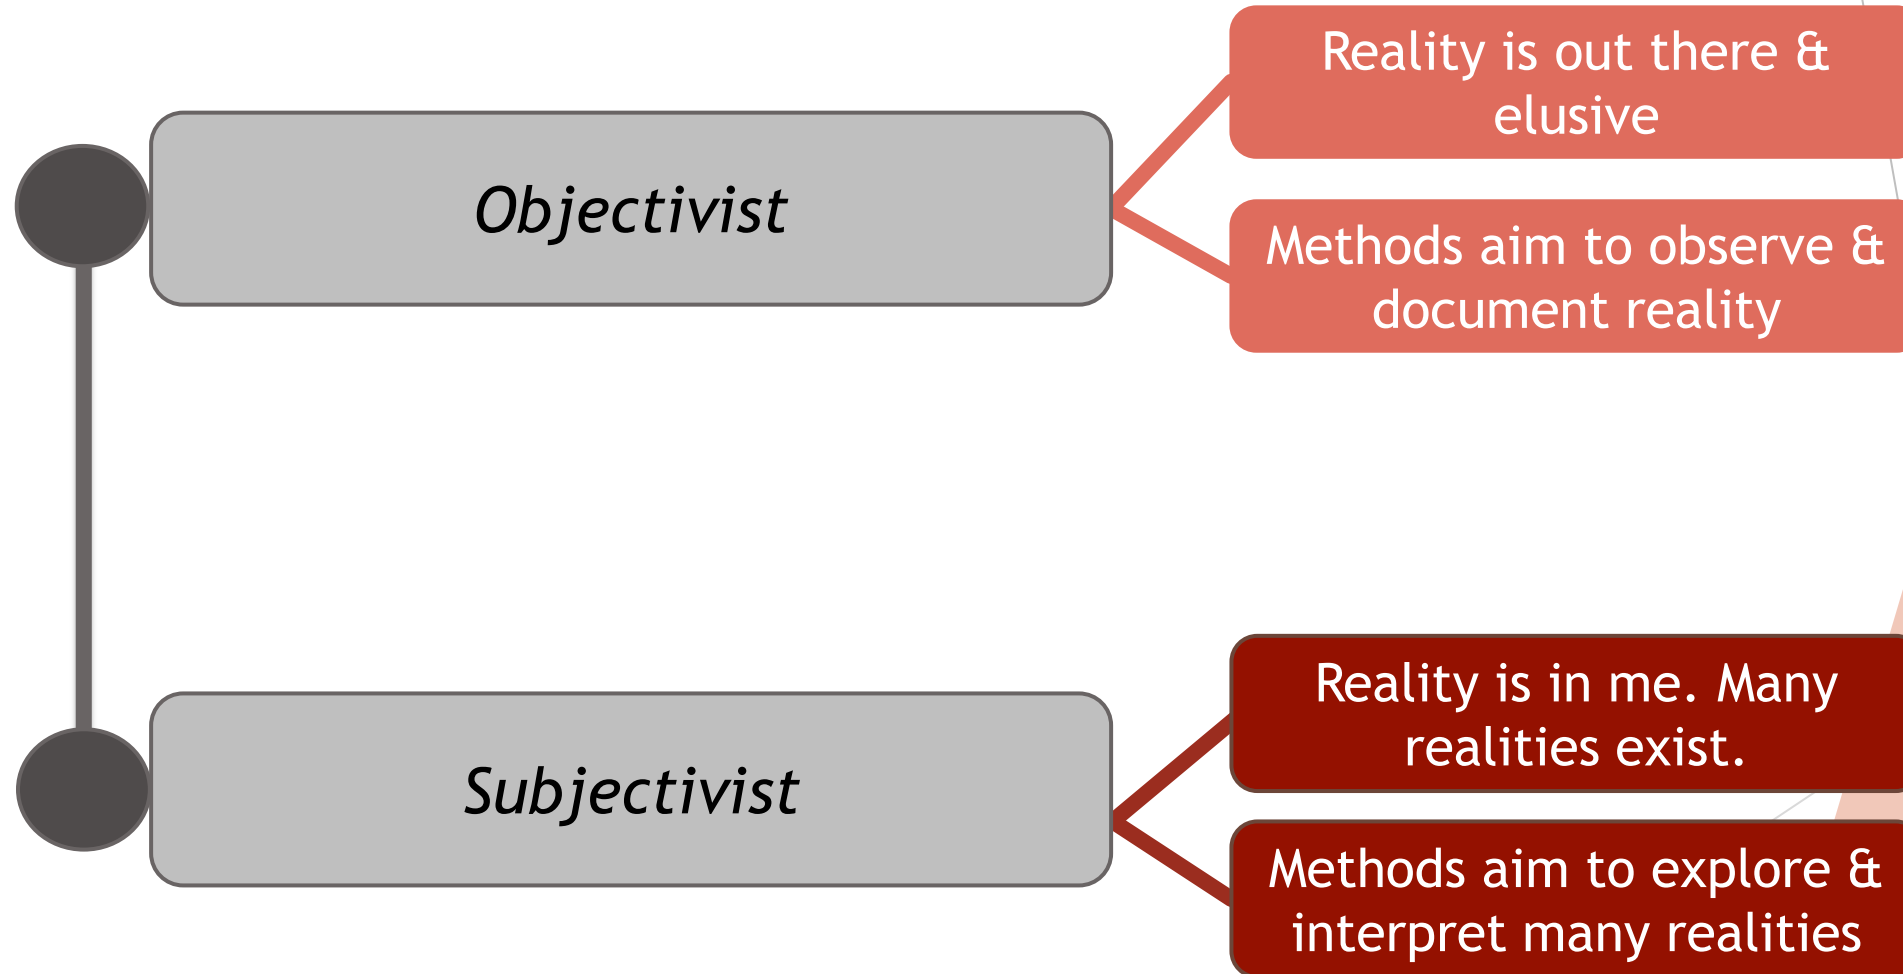 Objectivist
Reality is out there &
elusive
Methods aim to observe &
document reality
Subjectivist
Reality is in me. Many
realities exist.
Methods aim to explore &
interpret many realities